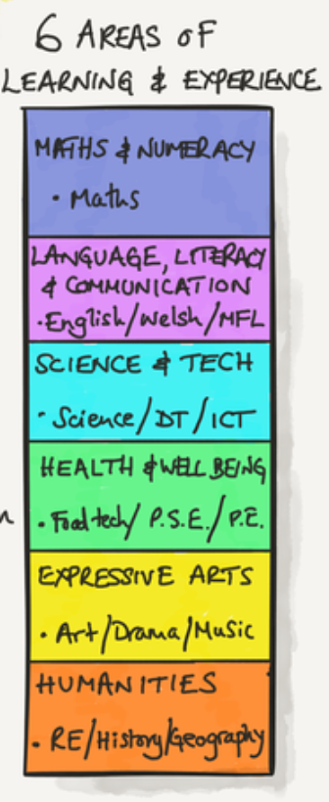 6 AREAS OF
LEARNING & EXPERIENCE
MATHS & NUMERACY
• Maths
LANGUAGE, LITERACY
& COMMUNICATION
• English/Welsh/MFL
SCIENCE & TECH
• Science/DT/ICT
HEALTH & WELL BEING
• Food tech/P.S.E./P.E.
EXPRESSIVE ARTS
• Art/Drama/Music
HUMANITIES
• RE/History/Geography